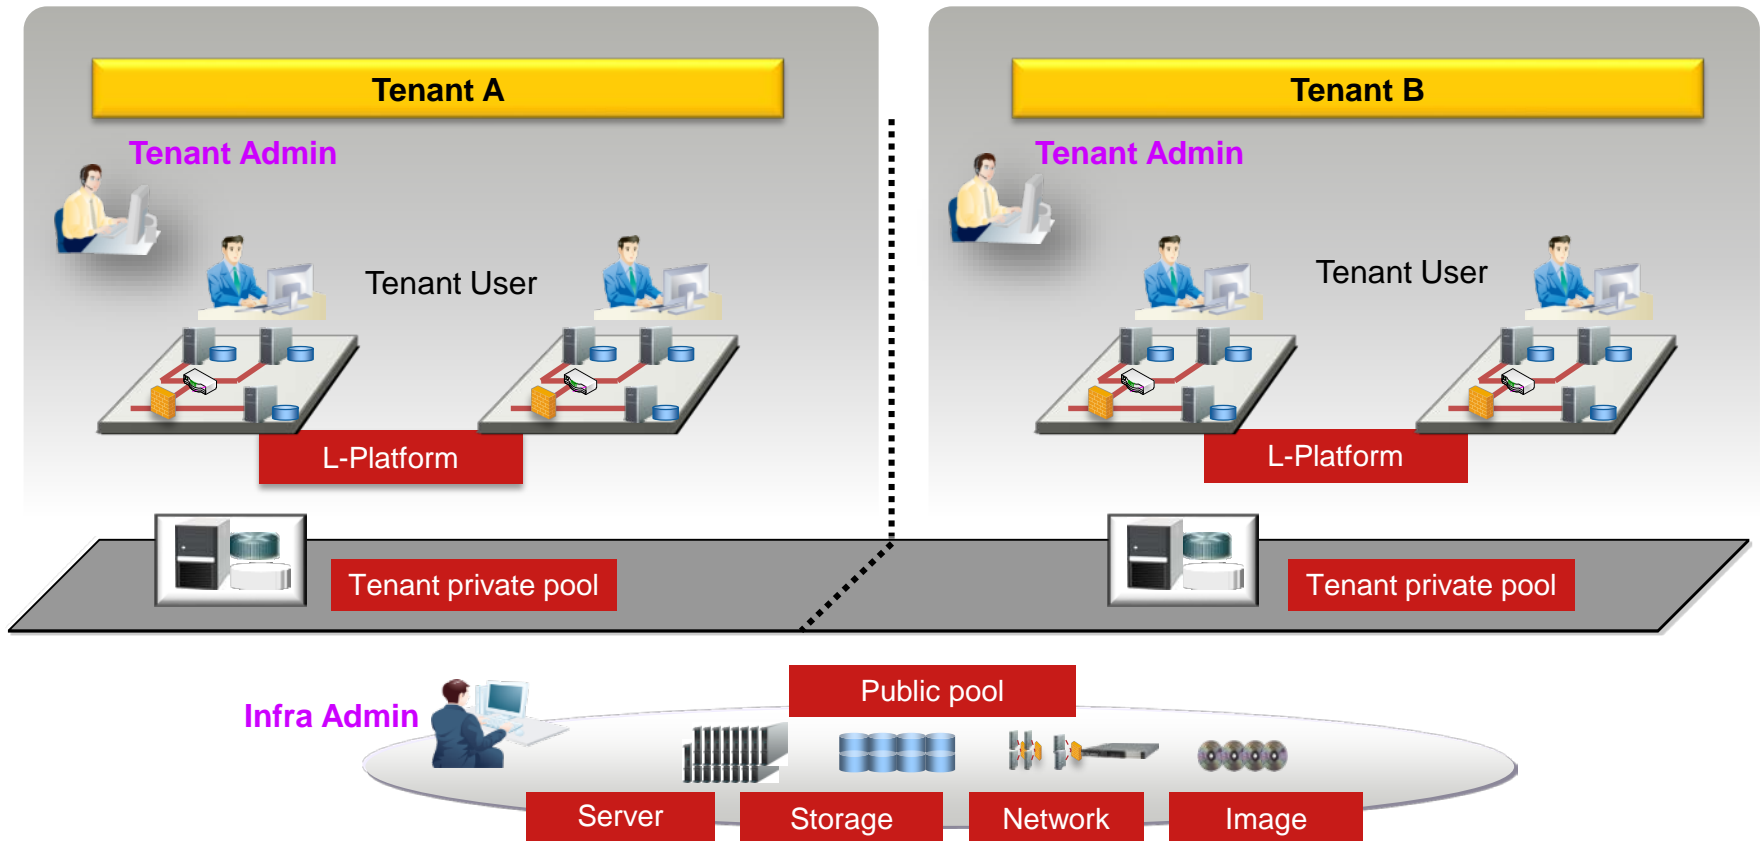 Tenant A
Tenant B
Tenant Admin
Tenant Admin
Tenant User
Tenant User
L-Platform
L-Platform
Tenant private pool
Tenant private pool
Public pool
Infra Admin
Server
Storage
Network
Image